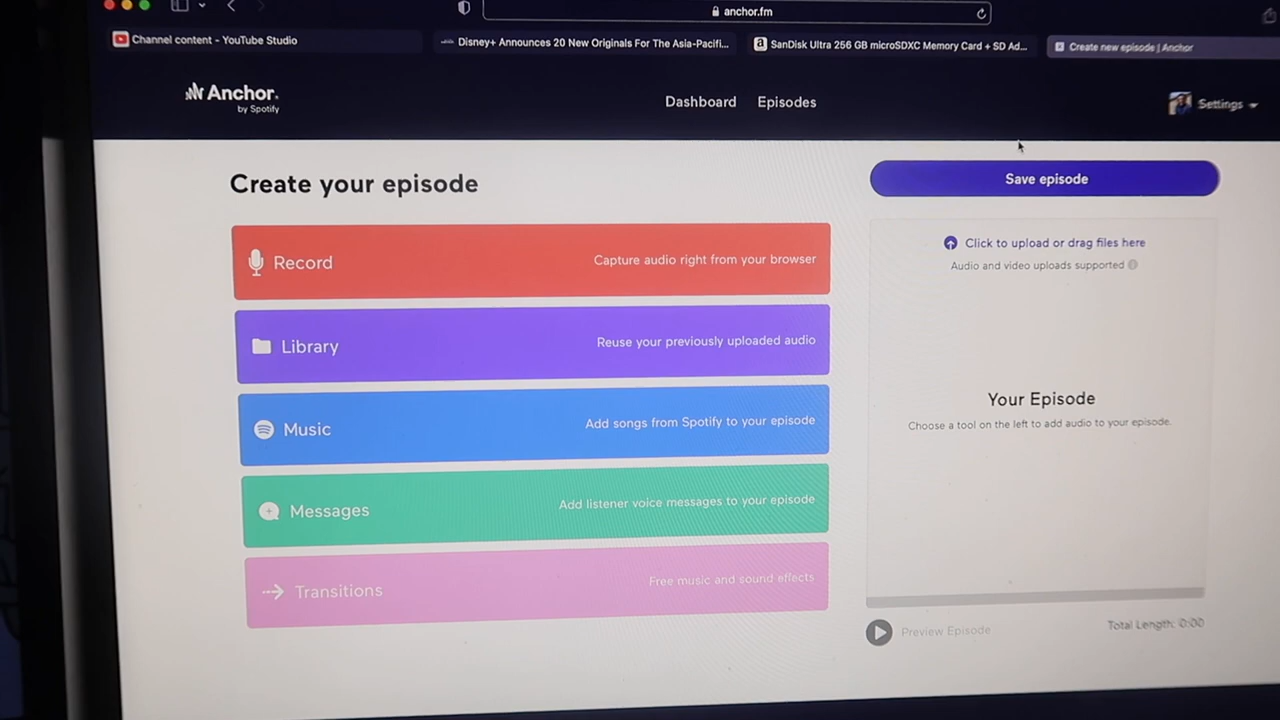 anchor.fm
Channel content - YouTube Studio
Disney+ Announces 20 New Originals For The Asia-Pacifi...
a SanDisk Ultra 256 GB microSDXC Memory Card + SD Ad...
Create new episode | Anchor
Anchor
by Spotify
Dashboard
Episodes
Settings
Create your episode
Save episode
Record
Capture audio right from your browser
Library
Reuse your previously uploaded audio
Music
Add songs from Spotify to your episode
Messages
Add listener voice messages to your episode
Transitions
Free music and sound effects
Click to upload or drag files here
Audio and video uploads supported
Your Episode
Choose a tool on the left to add audio to your episode.
Preview Episode
Total Length: 0:00